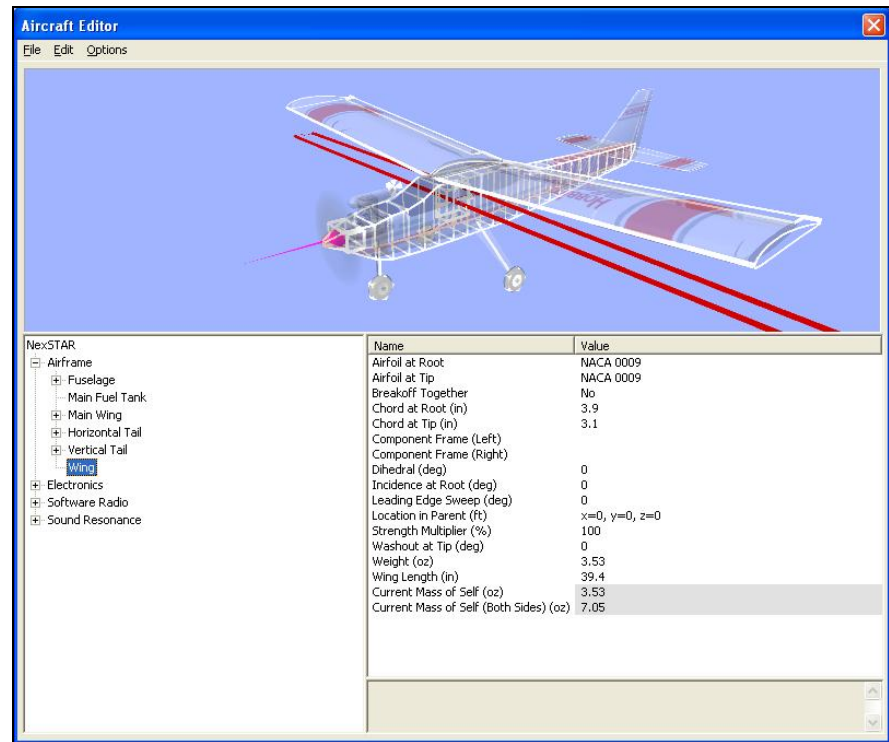 Aircraft Editor
File Edit Options
NexSTAR
Airframe
Fuselage
Main Fuel Tank
Main Wing
Horizontal Tail
Vertical Tail
Wing
Electronics
Software Radio
Sound Resonance
Name Value
Airfoil at Root NACA 0009
Airfoil at Tip NACA 0009
Breakoff Together No
Chord at Root (in) 3.9
Chord at Tip (in) 3.1
Component Frame (Left)
Component Frame (Right)
Dihedral (deg) 0
Incidence at Root (deg) 0
Leading Edge Sweep (deg) 0
Location in Parent (ft) x=0, y=0, z=0
Strength Multiplier (%) 100
Washout at Tip (deg) 0
Weight (oz) 3.53
Wing Length (in) 39.4
Current Mass of Self (oz) 3.53
Current Mass of Self (Both Sides) (oz) 7.05